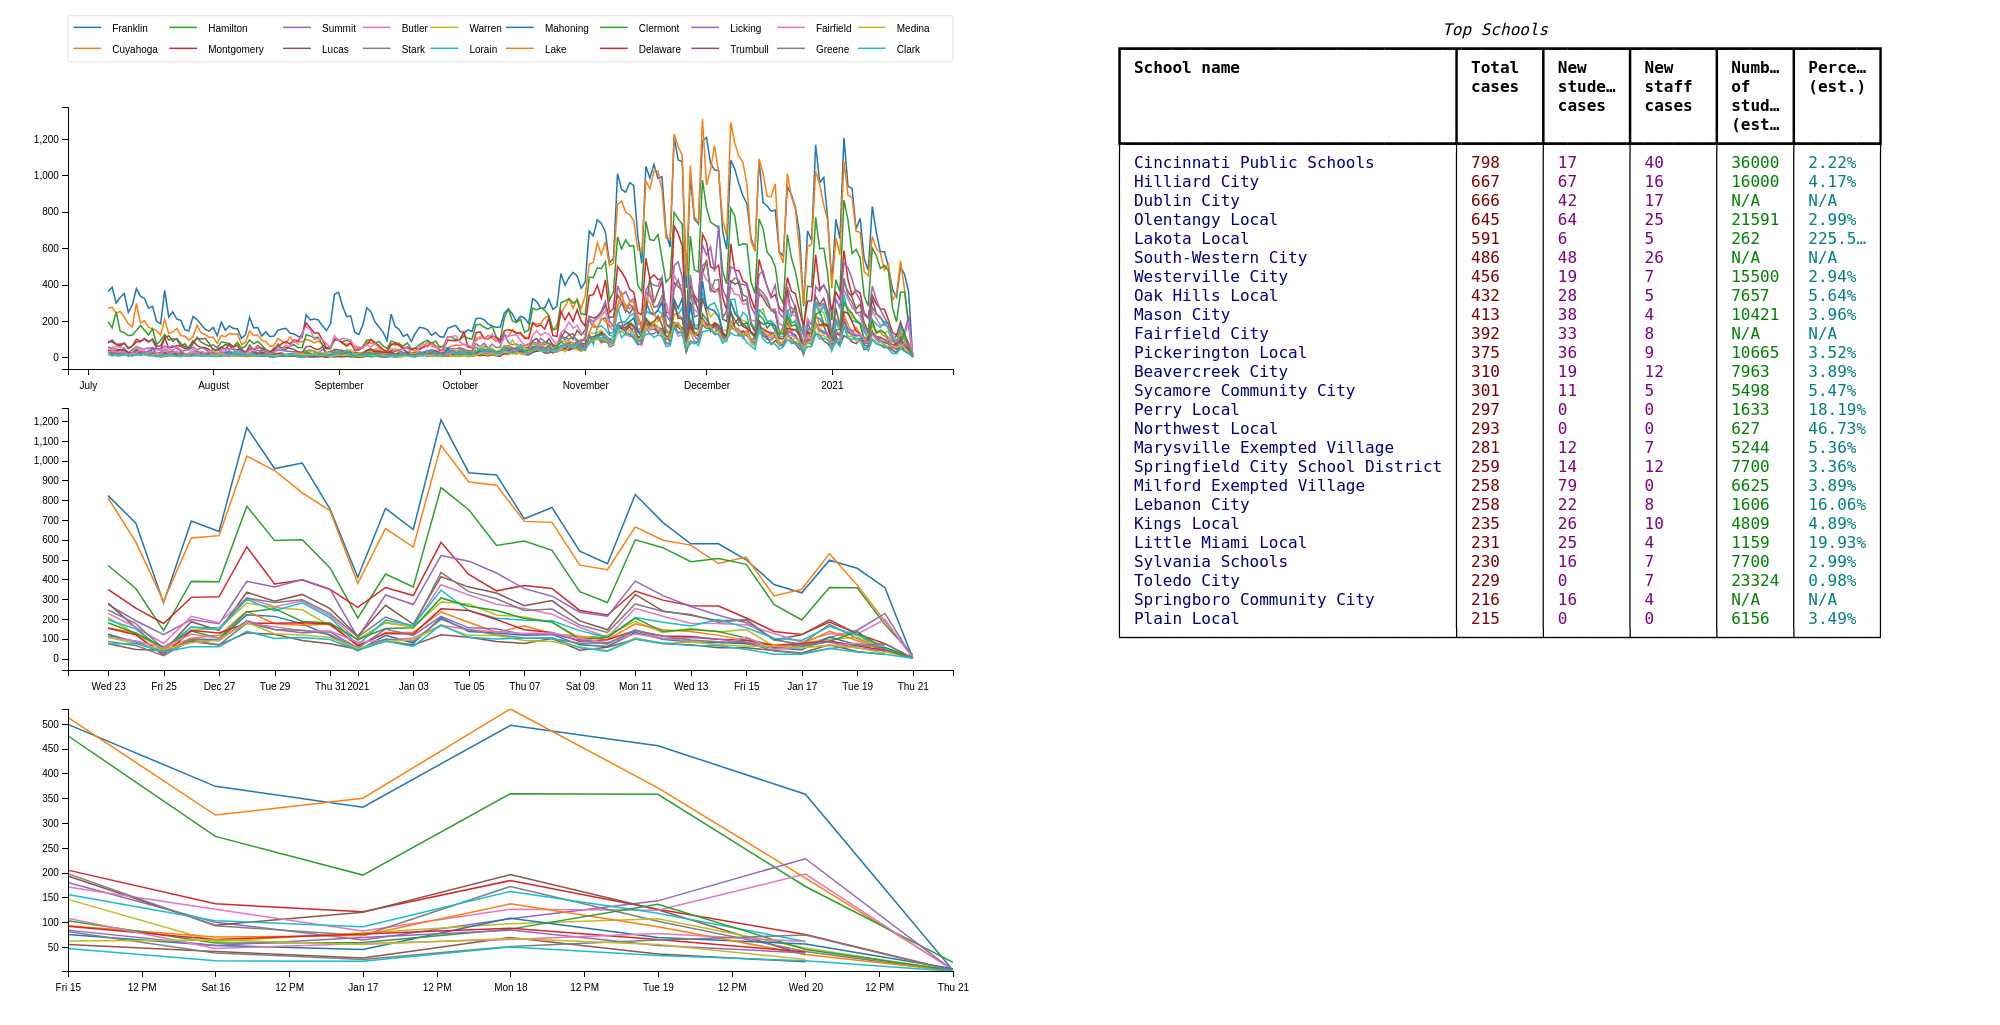 Franklin Hamilton Summit Butler Warren Mahoning Clermont Licking Fairfield Medina
Cuyahoga Montgomery Lucas Stark Lorain Lake Delaware Trumbull Greene Clark
1,200
1,000
800
600
400
200
0
July August September October November December 2021
1,200
1,100
1,000
900
800
700
600
500
400
300
200
100
0
Wed 23 Fri 25 Dec 27 Tue 29 Thu 31 2021 Jan 03 Tue 05 Thu 07 Sat 09 Mon 11 Wed 13 Fri 15 Jan 17 Tue 19 Thu 21
500
450
400
350
300
250
200
150
100
50
Fri 15 12 PM Sat 16 12 PM Jan 17 12 PM Mon 18 12 PM Tue 19 12 PM Wed 20 12 PM Thu 21
Top Schools
School name Total New New Numb… Perce…
cases stude… staff of (est.)
cases cases stud…
(est…
Cincinnati Public Schools 798 17 40 36000 2.22%
Hilliard City 667 67 16 16000 4.17%
Dublin City 666 42 17 N/A N/A
Olentangy Local 645 64 25 21591 2.99%
Lakota Local 591 6 5 262 225.5…
South-Western City 486 48 26 N/A N/A
Westerville City 456 19 7 15500 2.94%
Oak Hills Local 432 28 5 7657 5.64%
Mason City 413 38 4 10421 3.96%
Fairfield City 392 33 8 N/A N/A
Pickerington Local 375 36 9 10665 3.52%
Beavercreek City 310 19 12 7963 3.89%
Sycamore Community City 301 11 5 5498 5.47%
Perry Local 297 0 0 1633 18.19%
Northwest Local 293 0 0 627 46.73%
Marysville Exempted Village 281 12 7 5244 5.36%
Springfield City School District 259 14 12 7700 3.36%
Milford Exempted Village 258 79 0 6625 3.89%
Lebanon City 258 22 8 1606 16.06%
Kings Local 235 26 10 4809 4.89%
Little Miami Local 231 25 4 1159 19.93%
Sylvania Schools 230 16 7 7700 2.99%
Toledo City 229 0 7 23324 0.98%
Springboro Community City 216 16 4 N/A N/A
Plain Local 215 0 0 6156 3.49%